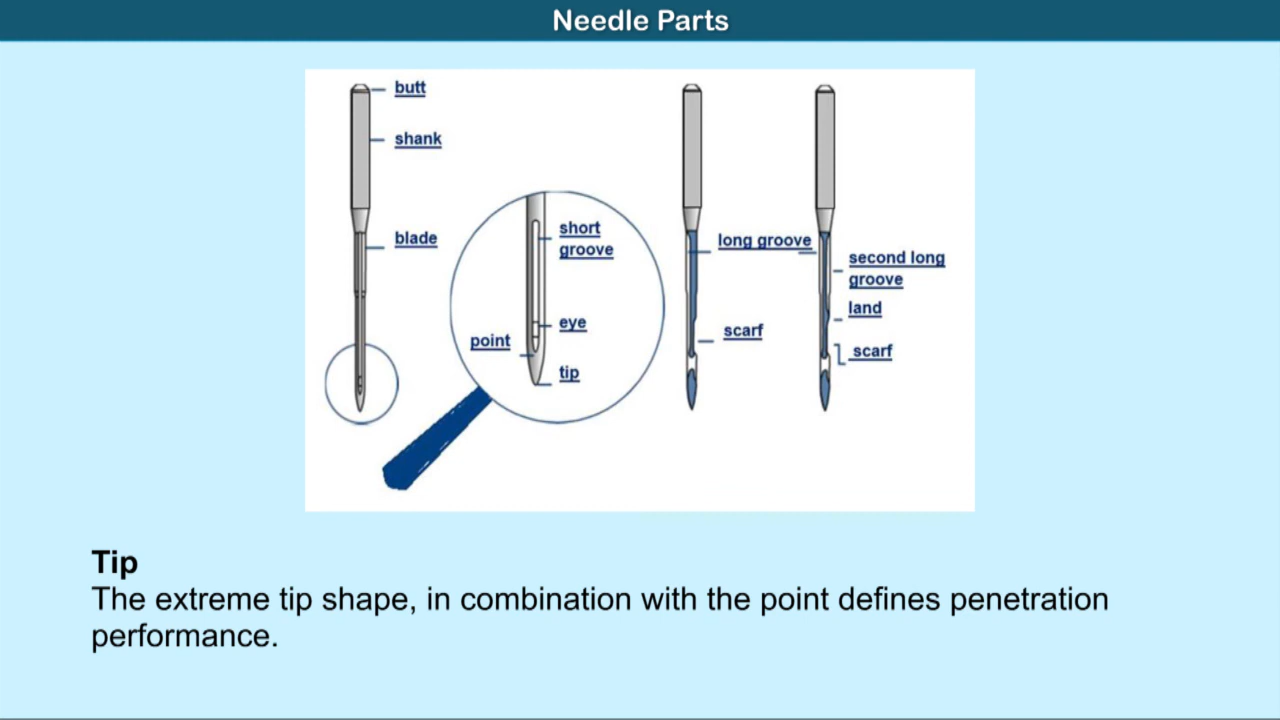 Needle Parts
butt
shank
blade
short
groove
eye
point
tip
long groove
scarf
second long
groove
land
scarf
Tip
The extreme tip shape, in combination with the point defines penetration
performance.